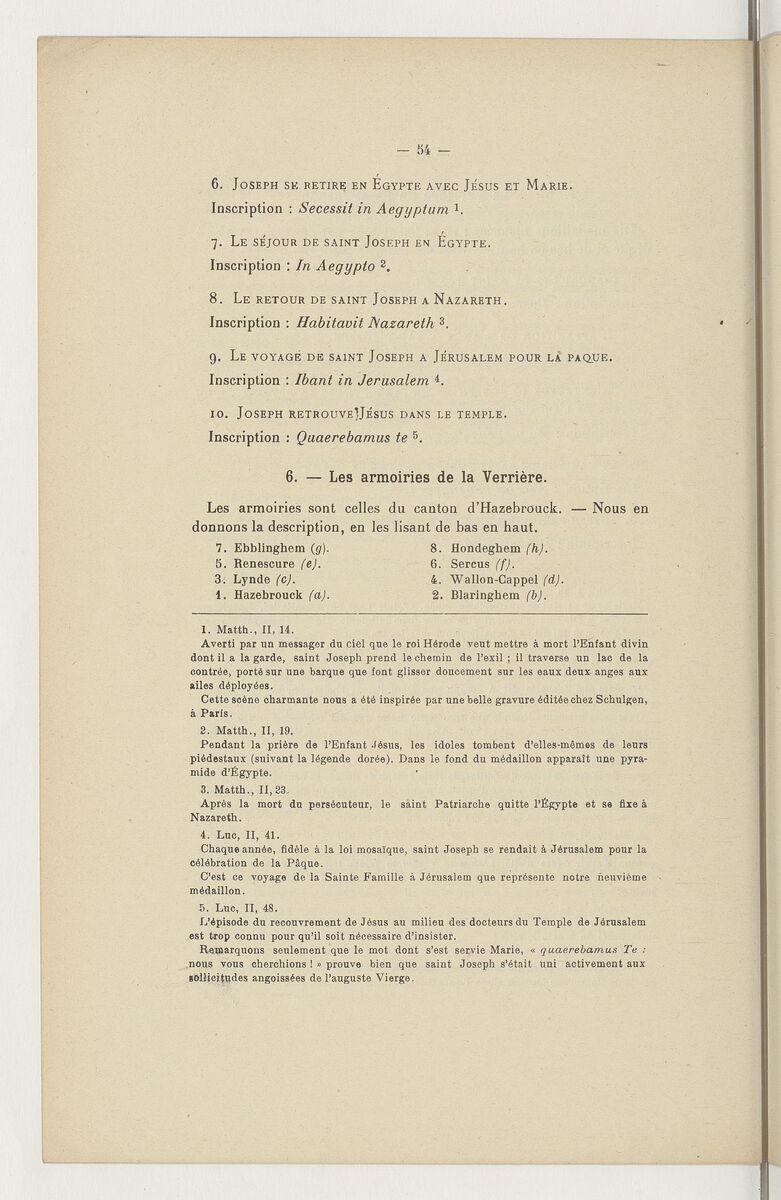 — 54 —
6. Joseph se retire en Égypte avec Jésus et Marie.
Inscription : Secessit in Aegyptum 1.
7. Le séjour de saint Joseph en Égypte.
Inscription : In Aegypto 2.
8. Le retour de saint Joseph a Nazareth.
Inscription : Habitavit Nazareth 3.
9. Le voyage de saint Joseph a Jérusalem pour la paque.
Inscription : Ibant in Jerusalem 4.
10. Joseph retrouve Jésus dans le temple.
Inscription : Quaerebamus te 5.
6. — Les armoiries de la Verrière.
Les armoiries sont celles du canton d'Hazebrouck. — Nous en
donnons la description, en les lisant de bas en haut.
7. Ebblinghem (g). 8. Hondeghem (h).
5. Renescure (e). 6. Sercus (f).
3. Lynde (c). 4. Wallon-Cappel (d).
1. Hazebrouck (a). 2. Blaringhem (b).
1. Matth., II, 14.
Averti par un messager du ciel que le roi Hérode veut mettre à mort l'Enfant divin
dont il a la garde, saint Joseph prend le chemin de l'exil ; il traverse un lac de la
contrée, porté sur une barque que font glisser doucement sur les eaux deux anges aux
ailes déployées.
Cette scène charmante nous a été inspirée par une belle gravure éditée chez Schulgen,
à Paris.
2. Matth., II, 19.
Pendant la prière de l'Enfant Jésus, les idoles tombent d'elles-mêmes de leurs
piédestaux (suivant la légende dorée). Dans le fond du médaillon apparaît une pyra-
mide d'Égypte.
3. Matth., II, 23.
Après la mort du persécuteur, le saint Patriarche quitte l'Égypte et se fixe à
Nazareth.
4. Luc, II, 41.
Chaque année, fidèle à la loi mosaïque, saint Joseph se rendait à Jérusalem pour la
célébration de la Pâque.
C'est ce voyage de la Sainte Famille à Jérusalem que représente notre neuvième
médaillon.
5. Luc, II, 48.
L'épisode du recouvrement de Jésus au milieu des docteurs du Temple de Jérusalem
est trop connu pour qu'il soit nécessaire d'insister.
Remarquons seulement que le mot dont s'est servie Marie, « quaerebamus Te :
nous vous cherchions ! » prouve bien que saint Joseph s'était uni activement aux
sollicitudes angoissées de l'auguste Vierge.